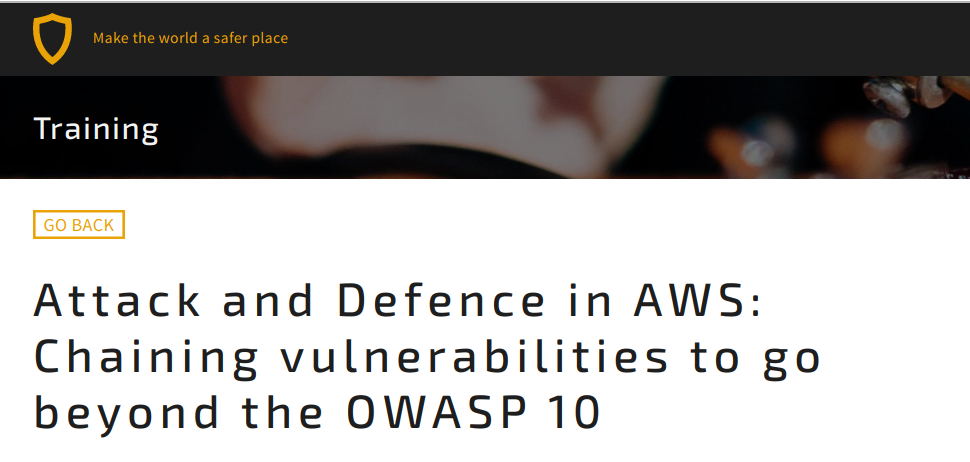 Make the world a safer place
Training
GO BACK
Attack and Defence in AWS:
Chaining vulnerabilities to go
beyond the OWASP 10